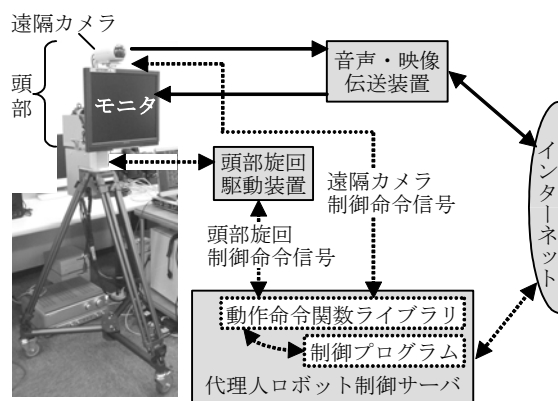 遠隔カメラ
頭
部
モニタ
音声・映像
伝送装置
インターネット
頭部旋回
駆動装置
遠隔カメラ
制御命令信号
頭部旋回
制御命令信号
動作命令関数ライブラリ
制御プログラム
代理人ロボット制御サーバ